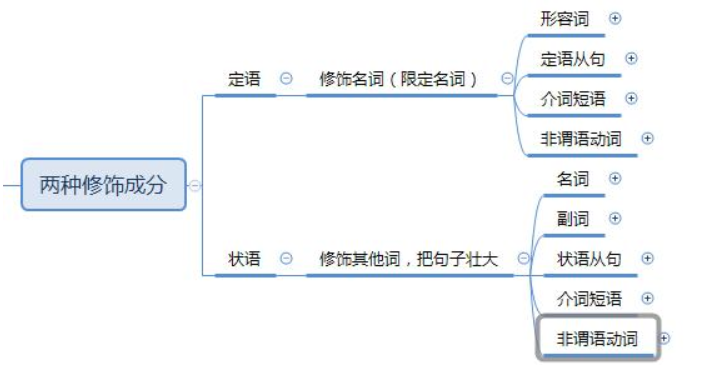 两种修饰成分
定语
修饰名词（限定名词）
形容词
定语从句
介词短语
非谓语动词
状语
修饰其他词，把句子壮大
名词
副词
状语从句
介词短语
非谓语动词